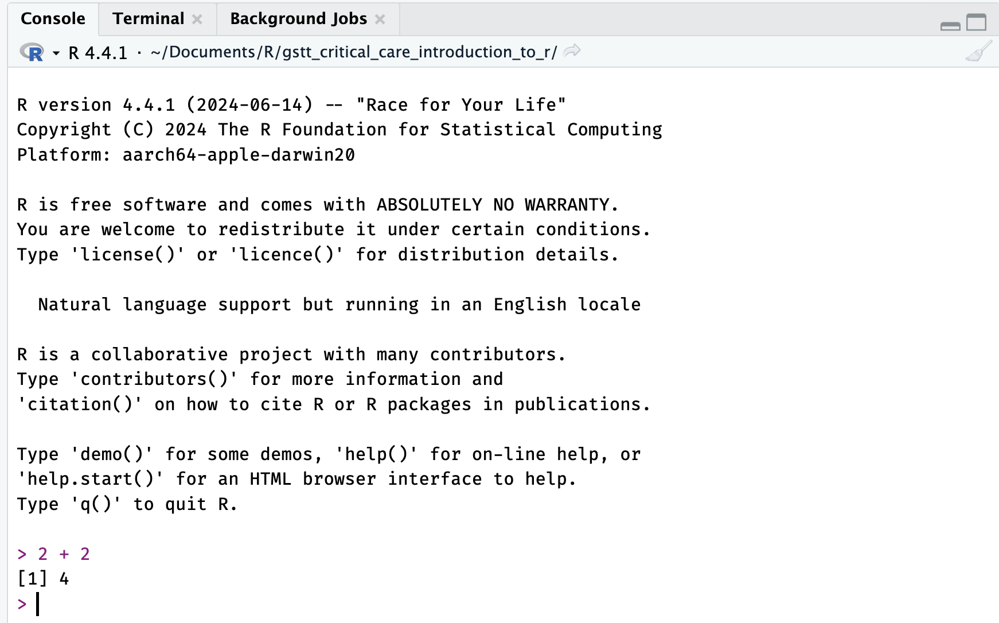 Console Terminal Background Jobs
R R 4.4.1 · ~/Documents/R/gstt_critical_care_introduction_to_r/
R version 4.4.1 (2024-06-14) -- "Race for Your Life"
Copyright (C) 2024 The R Foundation for Statistical Computing
Platform: aarch64-apple-darwin20
R is free software and comes with ABSOLUTELY NO WARRANTY.
You are welcome to redistribute it under certain conditions.
Type 'license()' or 'licence()' for distribution details.
Natural language support but running in an English locale
R is a collaborative project with many contributors.
Type 'contributors()' for more information and
'citation()' on how to cite R or R packages in publications.
Type 'demo()' for some demos, 'help()' for on-line help, or
'help.start()' for an HTML browser interface to help.
Type 'q()' to quit R.
> 2 + 2
[1] 4
>